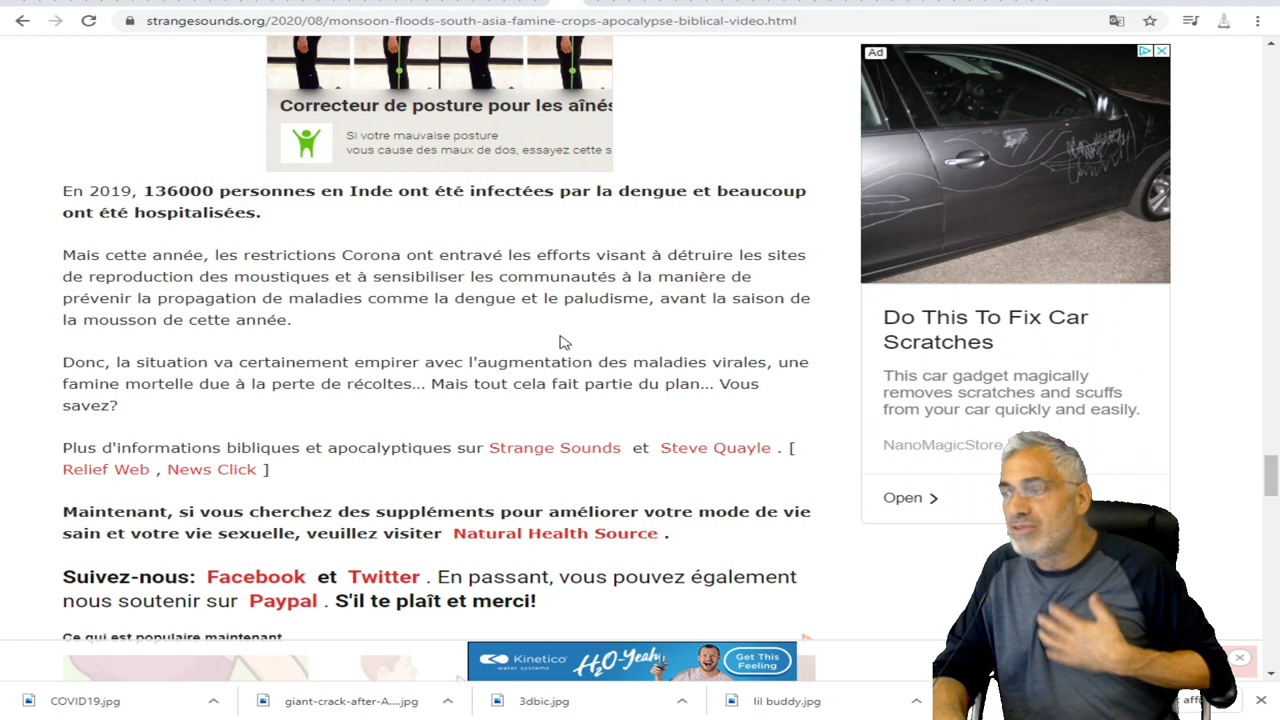 strangesounds.org/2020/08/monsoon-floods-south-asia-famine-crops-apocalypse-biblical-video.html
Correcteur de posture pour les aînés
Si votre mauvaise posture
vous cause des maux de dos, essayez cette s
En 2019, 136000 personnes en Inde ont été infectées par la dengue et beaucoup
ont été hospitalisées.
Mais cette année, les restrictions Corona ont entravé les efforts visant à détruire les sites
de reproduction des moustiques et à sensibiliser les communautés à la manière de
prévenir la propagation de maladies comme la dengue et le paludisme, avant la saison de
la mousson de cette année.
Donc, la situation va certainement empirer avec l'augmentation des maladies virales, une
famine mortelle due à la perte de récoltes... Mais tout cela fait partie du plan... Vous
savez?
Plus d'informations bibliques et apocalyptiques sur Strange Sounds et Steve Quayle . [
Relief Web , News Click ]
Maintenant, si vous cherchez des suppléments pour améliorer votre mode de vie
sain et votre vie sexuelle, veuillez visiter Natural Health Source .
Suivez-nous: Facebook et Twitter . En passant, vous pouvez également
nous soutenir sur Paypal . S'il te plaît et merci!
Ce qui est populaire maintenant
Ad
Do This To Fix Car
Scratches
This car gadget magically
removes scratches and scuffs
from your car quickly and easily.
NanoMagicStore
Open
Kinetico
water systems
H2O-Yeah
Get This
Feeling
COVID19.jpg
giant-crack-after-A....jpg
3dbic.jpg
lil buddy.jpg